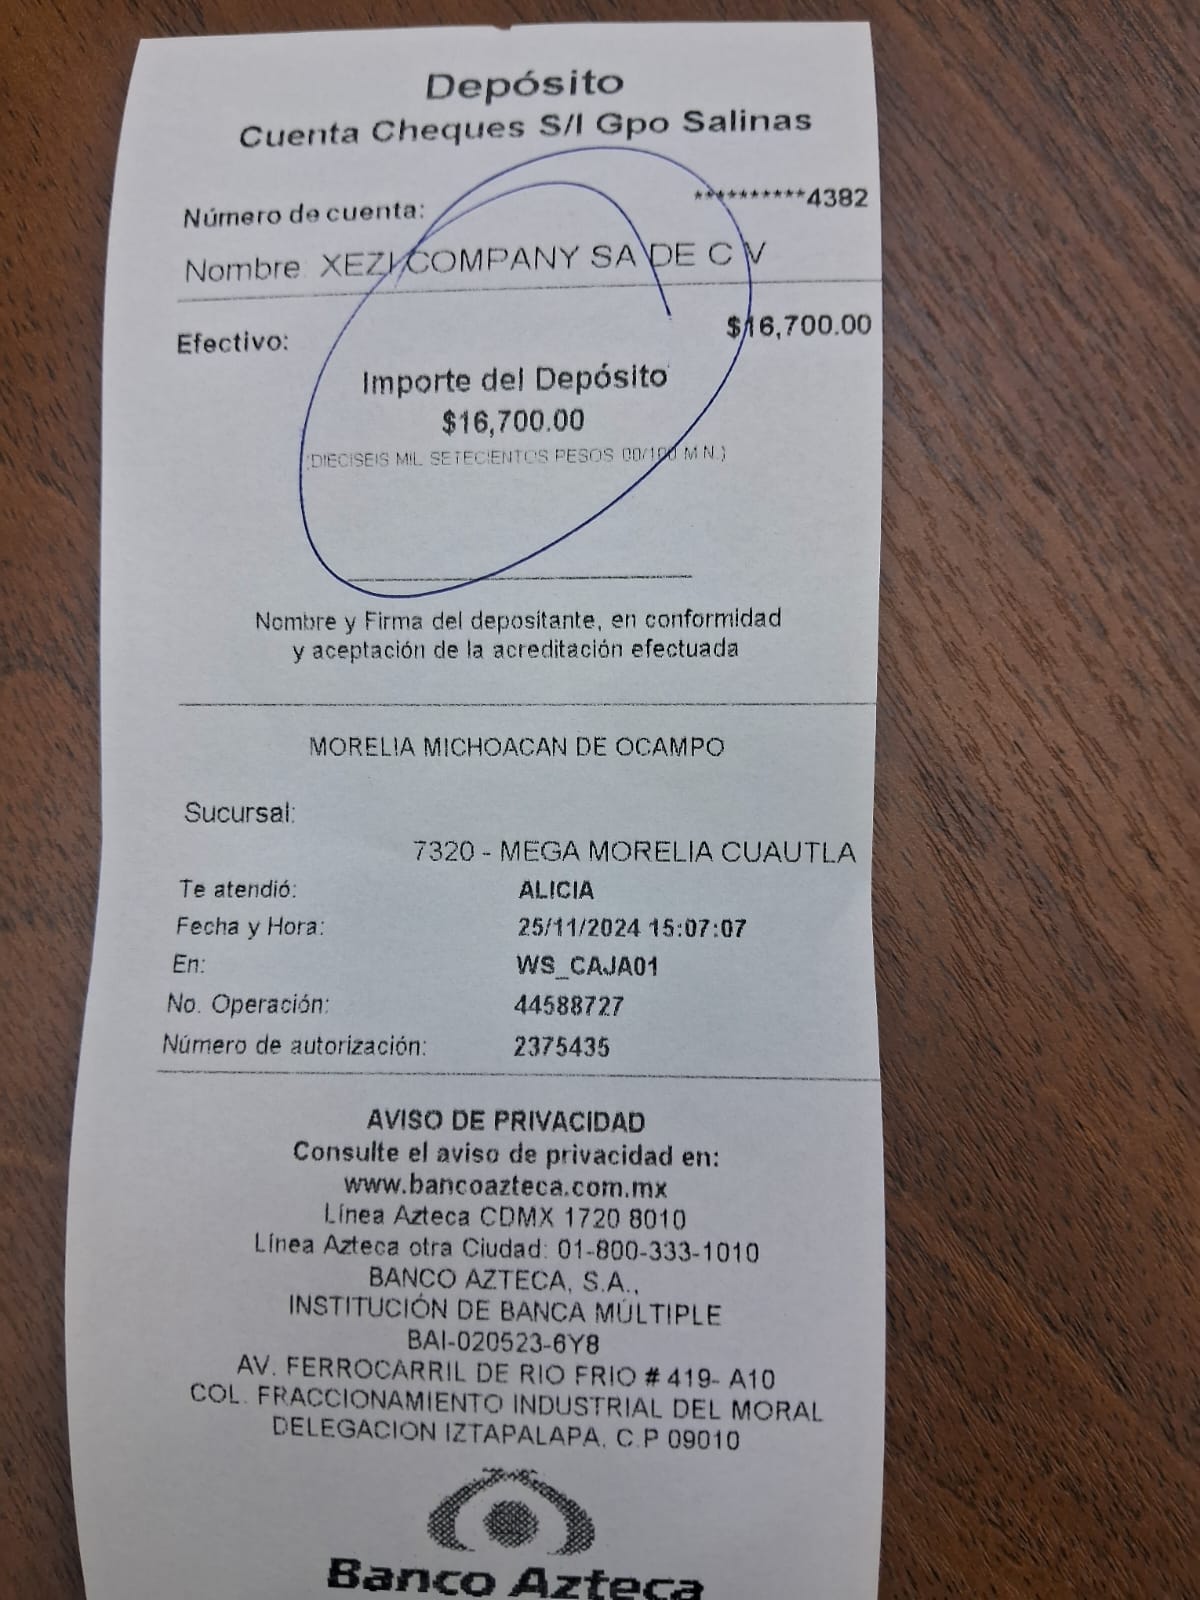 Depósito
Cuenta Cheques S/I Gpo Salinas
Número de cuenta: **********4382
Nombre: XEZI COMPANY SA DE C V
Efectivo: $16,700.00
Importe del Depósito
$16,700.00
(DIECISEIS MIL SETECIENTOS PESOS 00/100 M.N.)
Nombre y Firma del depositante, en conformidad
y aceptación de la acreditación efectuada
MORELIA MICHOACAN DE OCAMPO
Sucursal:
7320 - MEGA MORELIA CUAUTLA
Te atendió: ALICIA
Fecha y Hora: 25/11/2024 15:07:07
En: WS_CAJA01
No. Operación: 44588727
Número de autorización: 2375435
AVISO DE PRIVACIDAD
Consulte el aviso de privacidad en:
www.bancoazteca.com.mx
Línea Azteca CDMX 1720 8010
Línea Azteca otra Ciudad: 01-800-333-1010
BANCO AZTECA, S.A.,
INSTITUCIÓN DE BANCA MÚLTIPLE
BAI-020523-6Y8
AV. FERROCARRIL DE RIO FRIO # 419- A10
COL. FRACCIONAMIENTO INDUSTRIAL DEL MORAL
DELEGACION IZTAPALAPA, C.P 09010
Banco Azteca